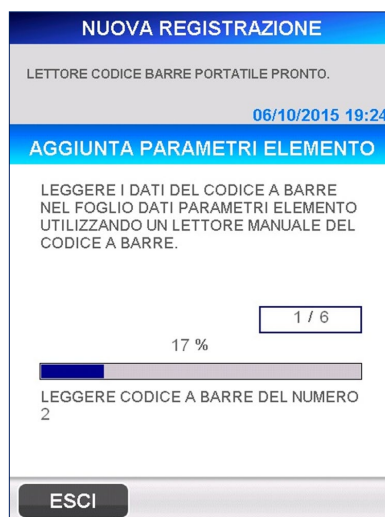 NUOVA REGISTRAZIONE
LETTORE CODICE BARRE PORTATILE PRONTO.
06/10/2015 19:24
AGGIUNTA PARAMETRI ELEMENTO
LEGGERE I DATI DEL CODICE A BARRE
NEL FOGLIO DATI PARAMETRI ELEMENTO
UTILIZZANDO UN LETTORE MANUALE DEL
CODICE A BARRE.
1 / 6
17 %
LEGGERE CODICE A BARRE DEL NUMERO
2
ESCI